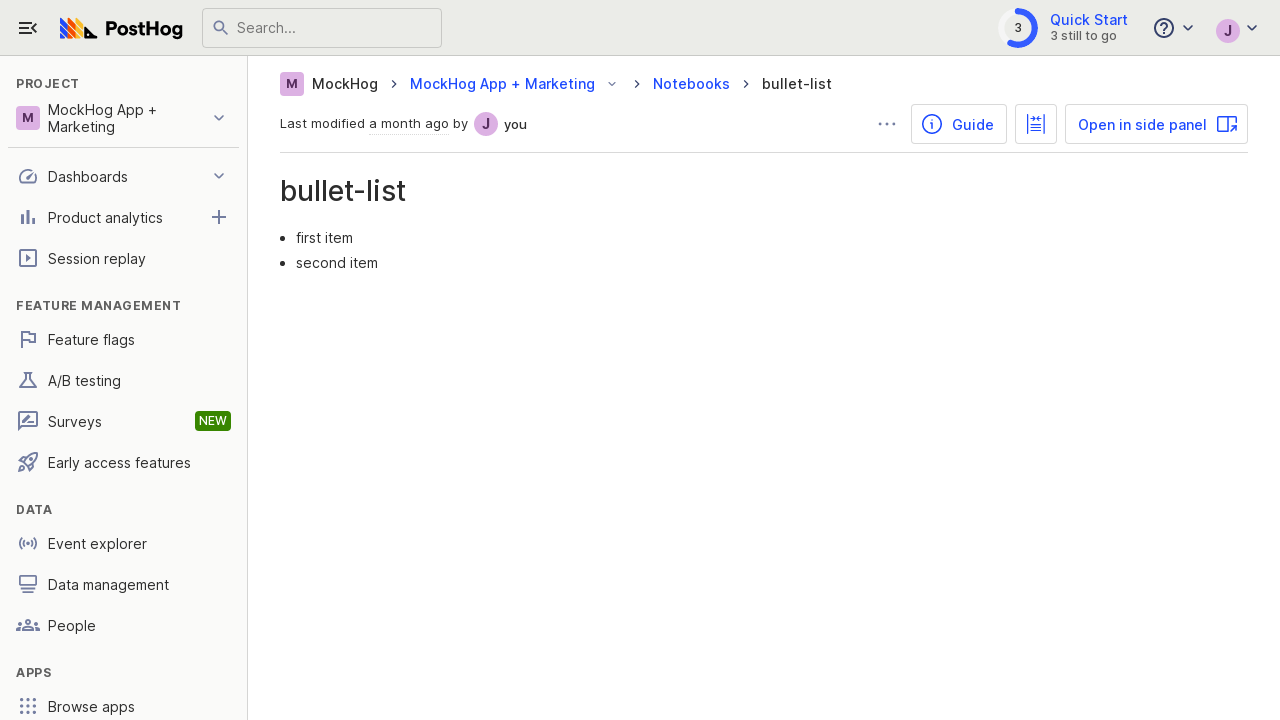 PostHog
Search...
3
Quick Start
3 still to go
J
PROJECT
M
MockHog App +
Marketing
Dashboards
Product analytics
Session replay
FEATURE MANAGEMENT
Feature flags
A/B testing
Surveys
NEW
Early access features
DATA
Event explorer
Data management
People
APPS
Browse apps
M MockHog > MockHog App + Marketing > Notebooks > bullet-list
Last modified a month ago by J you
Guide
Open in side panel
bullet-list
• first item
• second item